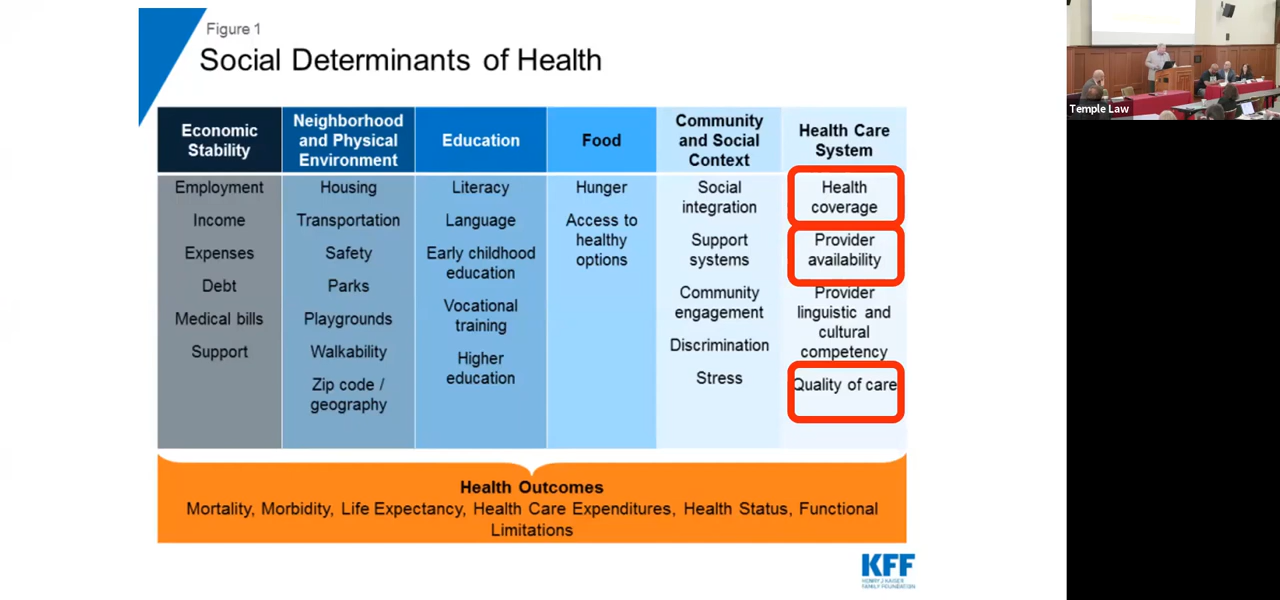 Figure 1
Social Determinants of Health
Economic
Stability
Employment
Income
Expenses
Debt
Medical bills
Support
Neighborhood
and Physical
Environment
Housing
Transportation
Safety
Parks
Playgrounds
Walkability
Zip code /
geography
Education
Literacy
Language
Early childhood
education
Vocational
training
Higher
education
Food
Hunger
Access to
healthy
options
Community
and Social
Context
Social
integration
Support
systems
Community
engagement
Discrimination
Stress
Health Care
System
Health
coverage
Provider
availability
Provider
linguistic and
cultural
competency
Quality of care
Health Outcomes
Mortality, Morbidity, Life Expectancy, Health Care Expenditures, Health Status, Functional
Limitations
KFF
HENRY J KAISER
FAMILY FOUNDATION
Temple Law